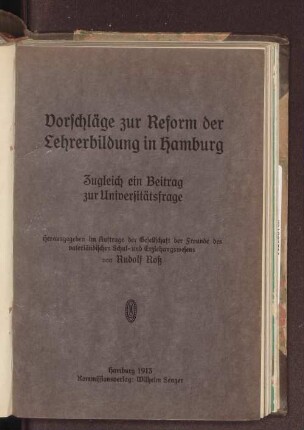 Vorschläge zur Reform der
Lehrerbildung in Hamburg
Zugleich ein Beitrag
zur Universitätsfrage
Herausgegeben im Auftrage der Gesellschaft der Freunde des
vaterländischen Schul- und Erziehungswesens
von Rudolf Roß
Hamburg 1913
Kommissionsverlag: Wilhelm Senger